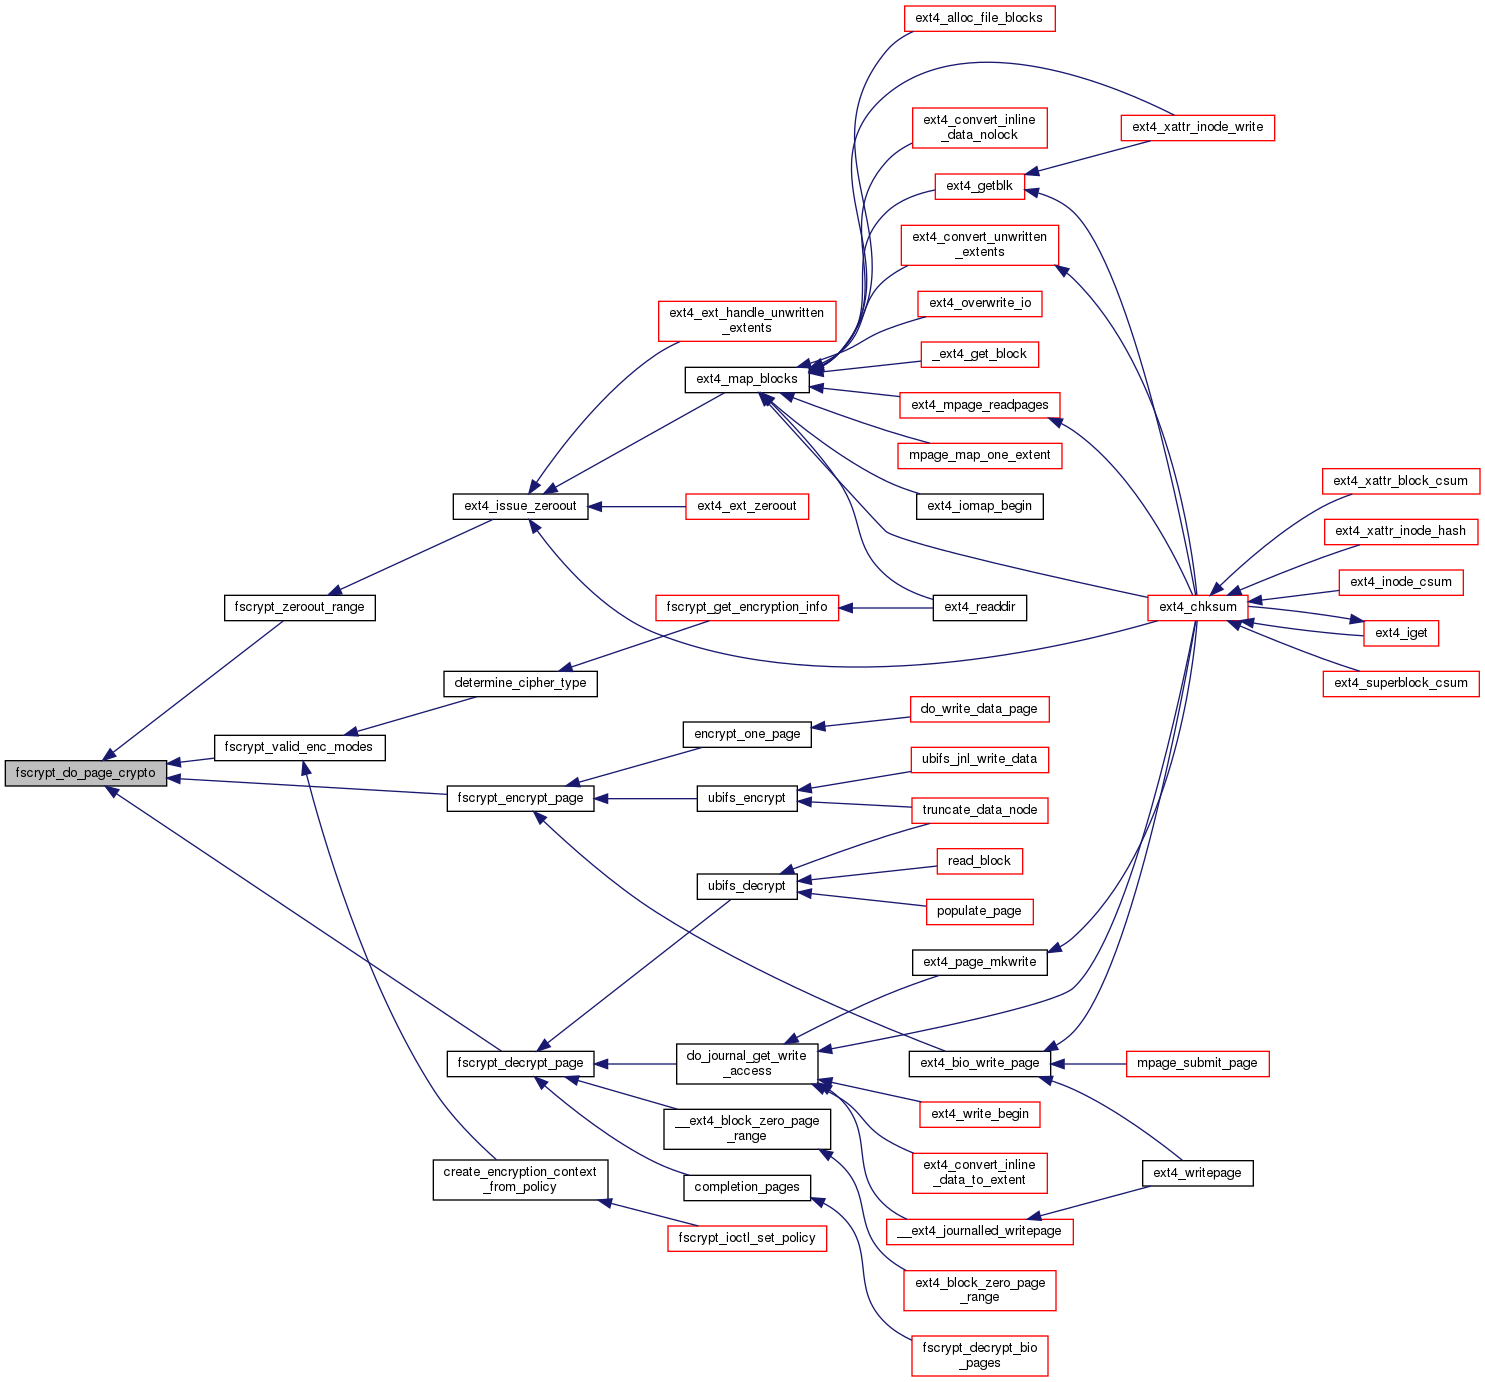 ext4_alloc_file_blocks
ext4_convert_inline
_data_nolock
ext4_xattr_inode_write
ext4_getblk
ext4_convert_unwritten
_extents
ext4_ext_handle_unwritten
_extents
ext4_overwrite_io
_ext4_get_block
ext4_map_blocks
ext4_mpage_readpages
mpage_map_one_extent
ext4_xattr_block_csum
ext4_issue_zeroout
ext4_ext_zeroout
ext4_iomap_begin
ext4_xattr_inode_hash
ext4_inode_csum
fscrypt_zeroout_range
fscrypt_get_encryption_info
ext4_readdir
ext4_chksum
ext4_iget
determine_cipher_type
ext4_superblock_csum
do_write_data_page
encrypt_one_page
fscrypt_valid_enc_modes
ubifs_jnl_write_data
fscrypt_do_page_crypto
fscrypt_encrypt_page
ubifs_encrypt
truncate_data_node
read_block
ubifs_decrypt
populate_page
ext4_page_mkwrite
fscrypt_decrypt_page
do_journal_get_write
_access
ext4_bio_write_page
mpage_submit_page
ext4_write_begin
__ext4_block_zero_page
_range
ext4_convert_inline
_data_to_extent
ext4_writepage
create_encryption_context
_from_policy
completion_pages
fscrypt_ioctl_set_policy
__ext4_journalled_writepage
ext4_block_zero_page
_range
fscrypt_decrypt_bio
_pages